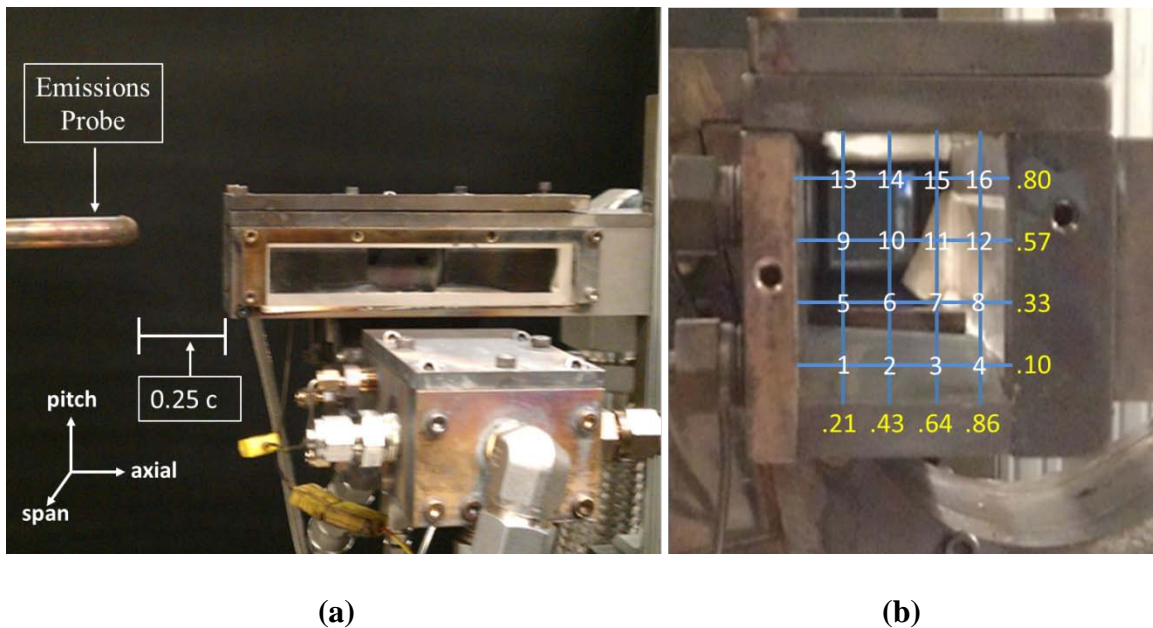 Emissions
Probe
0.25 c
pitch
axial
span
13 14 15 16 .80
9 10 11 12 .57
5 6 7 8 .33
1 2 3 4 .10
.21 .43 .64 .86
(a) (b)